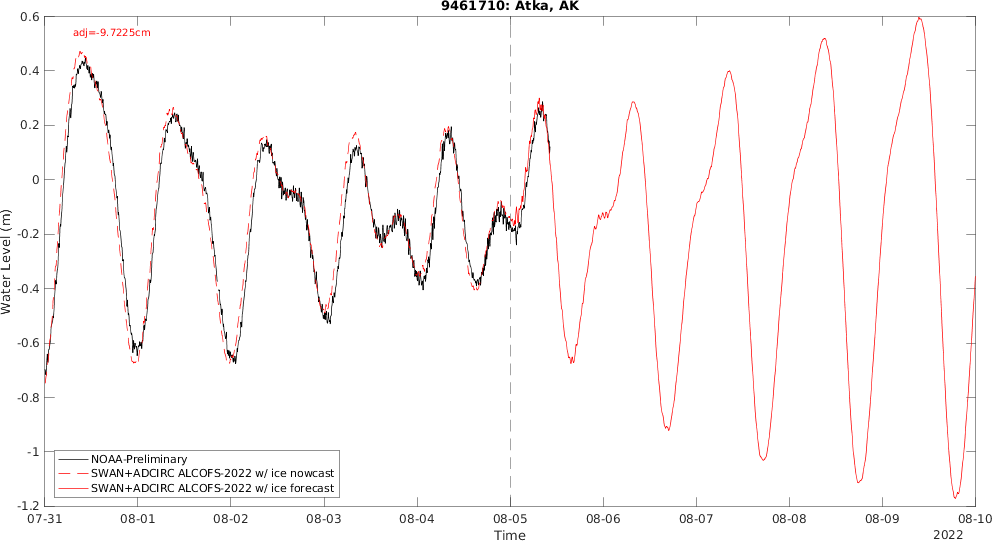 9461710: Atka, AK
adj=-9.7225cm
0.6
0.4
0.2
0
-0.2
-0.4
-0.6
-0.8
-1
-1.2
Water Level (m)
NOAA-Preliminary
SWAN+ADCIRC ALCOFS-2022 w/ ice nowcast
SWAN+ADCIRC ALCOFS-2022 w/ ice forecast
07-31 08-01 08-02 08-03 08-04 08-05 08-06 08-07 08-08 08-09 08-10
Time
2022